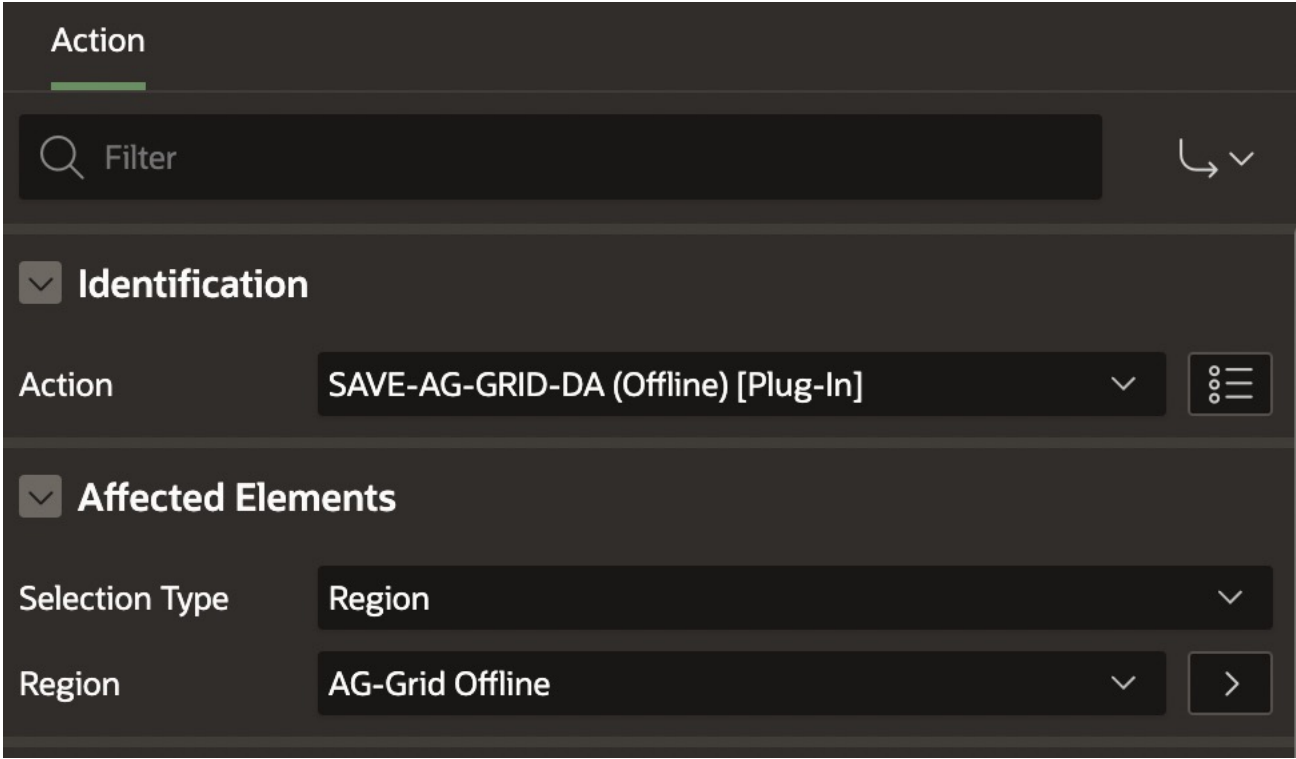 Action
Filter
Identification
Action SAVE-AG-GRID-DA (Offline) [Plug-In]
Affected Elements
Selection Type Region
Region AG-Grid Offline